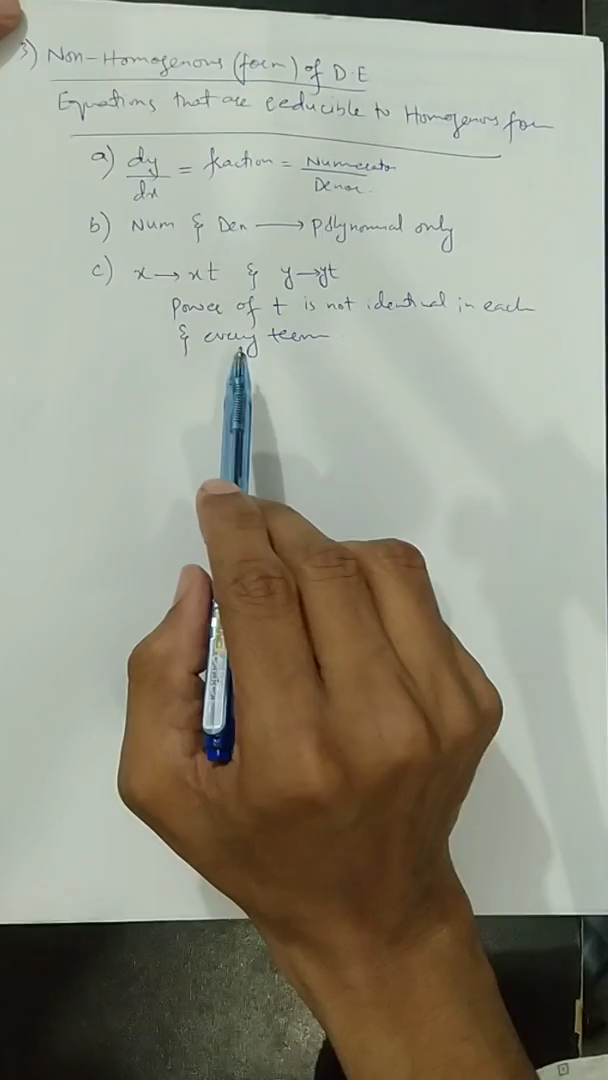 3) Non-Homogenous (form) of D.E
Equations that are reducible to Homogenous form
a) dy/dx = fraction = Numerator/Denor.
b) Num & Den → polynomial only
c) x → xt & y → yt
Power of t is not identical in each
& every term